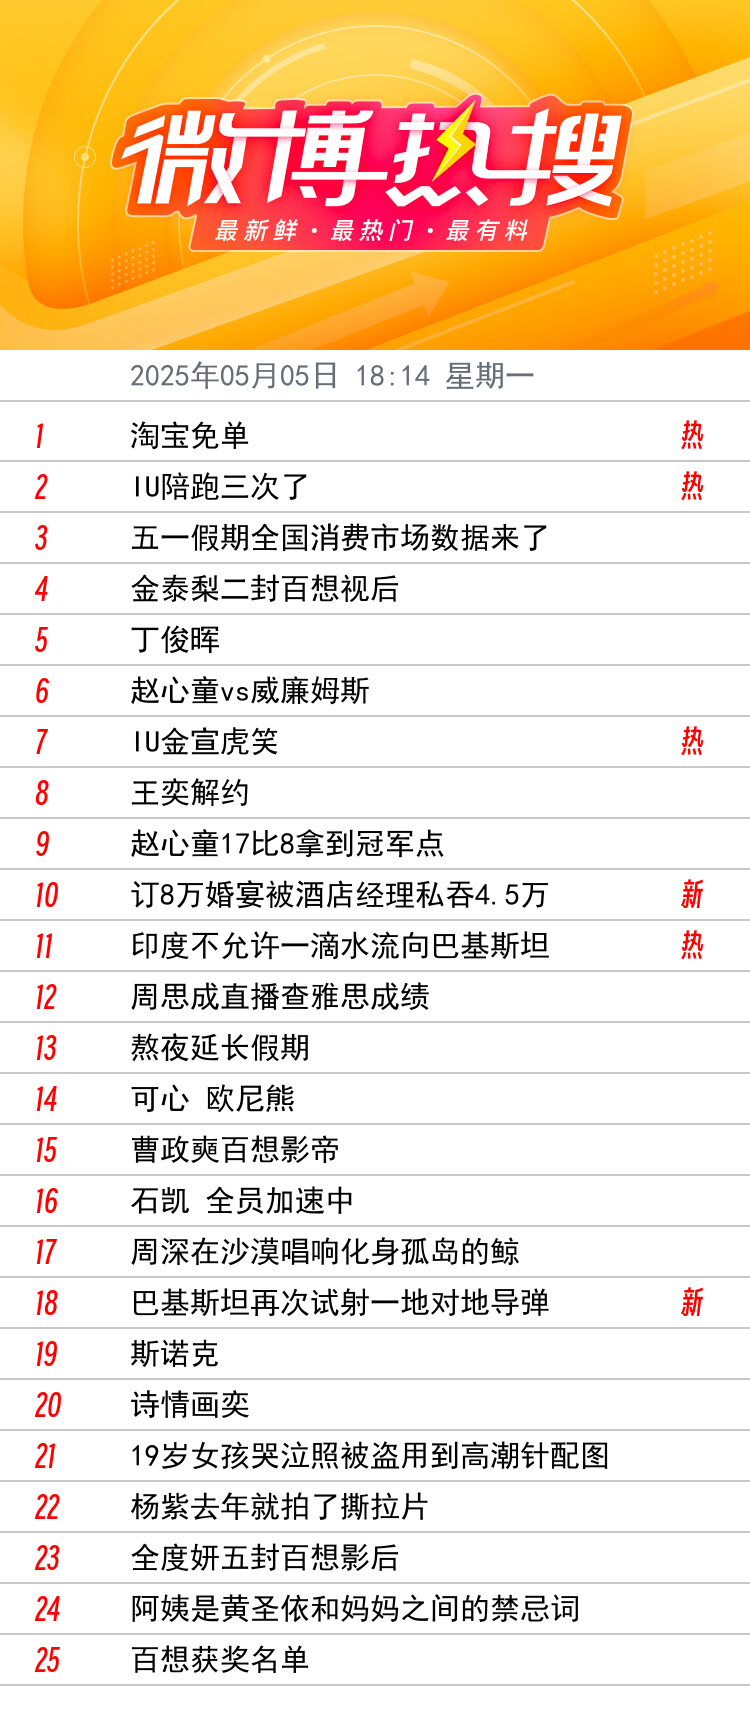 微博热搜
最新鲜·最热门·最有料
2025年05月05日 18:14 星期一
1 淘宝免单 热
2 IU陪跑三次了 热
3 五一假期全国消费市场数据来了
4 金泰梨二封百想视后
5 丁俊晖
6 赵心童vs威廉姆斯
7 IU金宣虎笑 热
8 王奕解约
9 赵心童17比8拿到冠军点
10 订8万婚宴被酒店经理私吞4.5万 新
11 印度不允许一滴水流向巴基斯坦 热
12 周思成直播查雅思成绩
13 熬夜延长假期
14 可心 欧尼熊
15 曹政奭百想影帝
16 石凯 全员加速中
17 周深在沙漠唱响化身孤岛的鲸
18 巴基斯坦再次试射一地对地导弹 新
19 斯诺克
20 诗情画奕
21 19岁女孩哭泣照被盗用到高潮针配图
22 杨紫去年就拍了撕拉片
23 全度妍五封百想影后
24 阿姨是黄圣依和妈妈之间的禁忌词
25 百想获奖名单